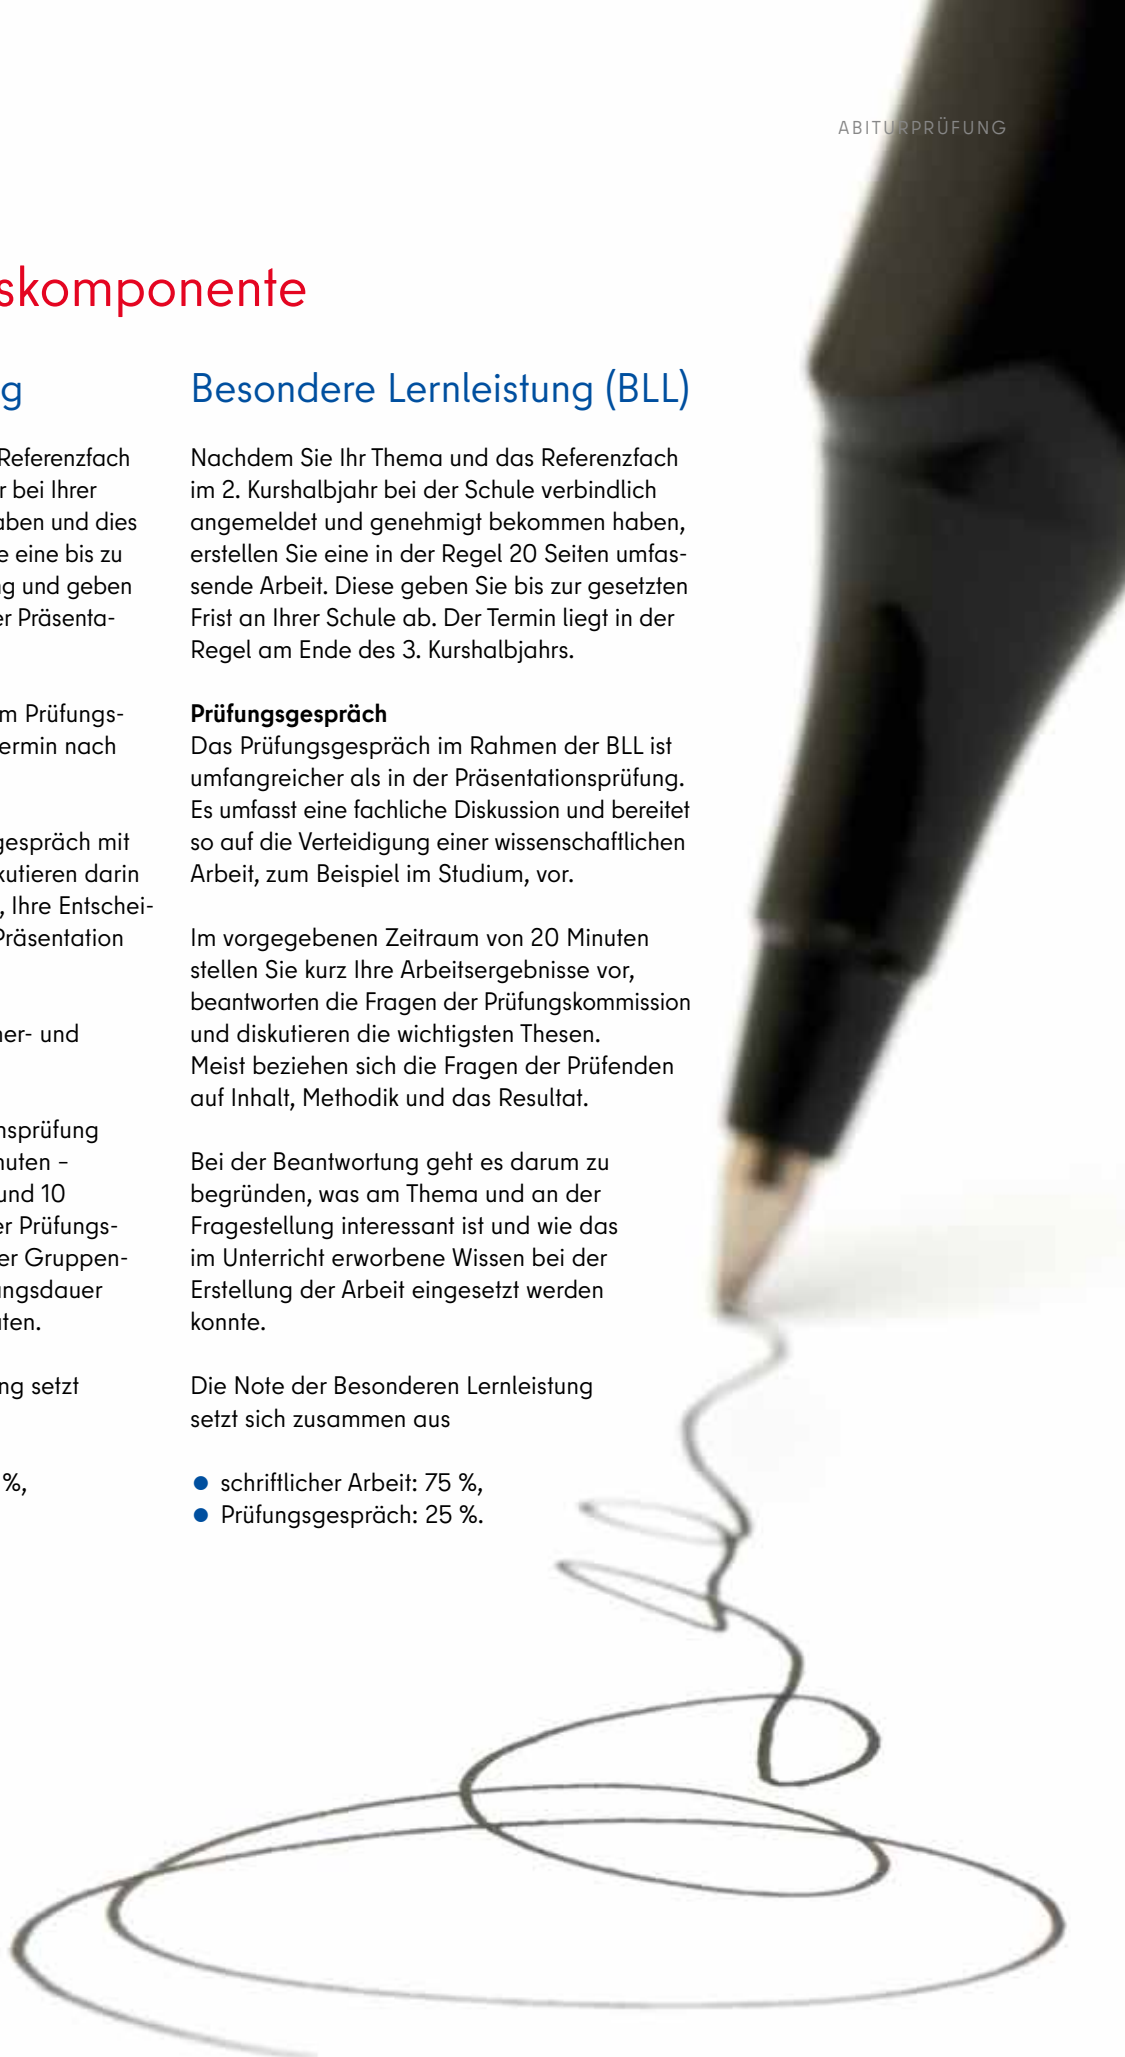 ABITURPRÜFUNG
skomponente
g
Referenzfach
r bei Ihrer
aben und dies
e eine bis zu
ng und geben
er Präsenta-
m Prüfungs-
ermin nach
gespräch mit
kutieren darin
, Ihre Entschei-
Präsentation
ner- und
nsprüfung
nuten –
und 10
er Prüfungs-
er Gruppen-
ungsdauer
uten.
ng setzt
%,
Besondere Lernleistung (BLL)
Nachdem Sie Ihr Thema und das Referenzfach
im 2. Kurshalbjahr bei der Schule verbindlich
angemeldet und genehmigt bekommen haben,
erstellen Sie eine in der Regel 20 Seiten umfas-
sende Arbeit. Diese geben Sie bis zur gesetzten
Frist an Ihrer Schule ab. Der Termin liegt in der
Regel am Ende des 3. Kurshalbjahrs.
Prüfungsgespräch
Das Prüfungsgespräch im Rahmen der BLL ist
umfangreicher als in der Präsentationsprüfung.
Es umfasst eine fachliche Diskussion und bereitet
so auf die Verteidigung einer wissenschaftlichen
Arbeit, zum Beispiel im Studium, vor.
Im vorgegebenen Zeitraum von 20 Minuten
stellen Sie kurz Ihre Arbeitsergebnisse vor,
beantworten die Fragen der Prüfungskommission
und diskutieren die wichtigsten Thesen.
Meist beziehen sich die Fragen der Prüfenden
auf Inhalt, Methodik und das Resultat.
Bei der Beantwortung geht es darum zu
begründen, was am Thema und an der
Fragestellung interessant ist und wie das
im Unterricht erworbene Wissen bei der
Erstellung der Arbeit eingesetzt werden
konnte.
Die Note der Besonderen Lernleistung
setzt sich zusammen aus
● schriftlicher Arbeit: 75 %,
● Prüfungsgespräch: 25 %.